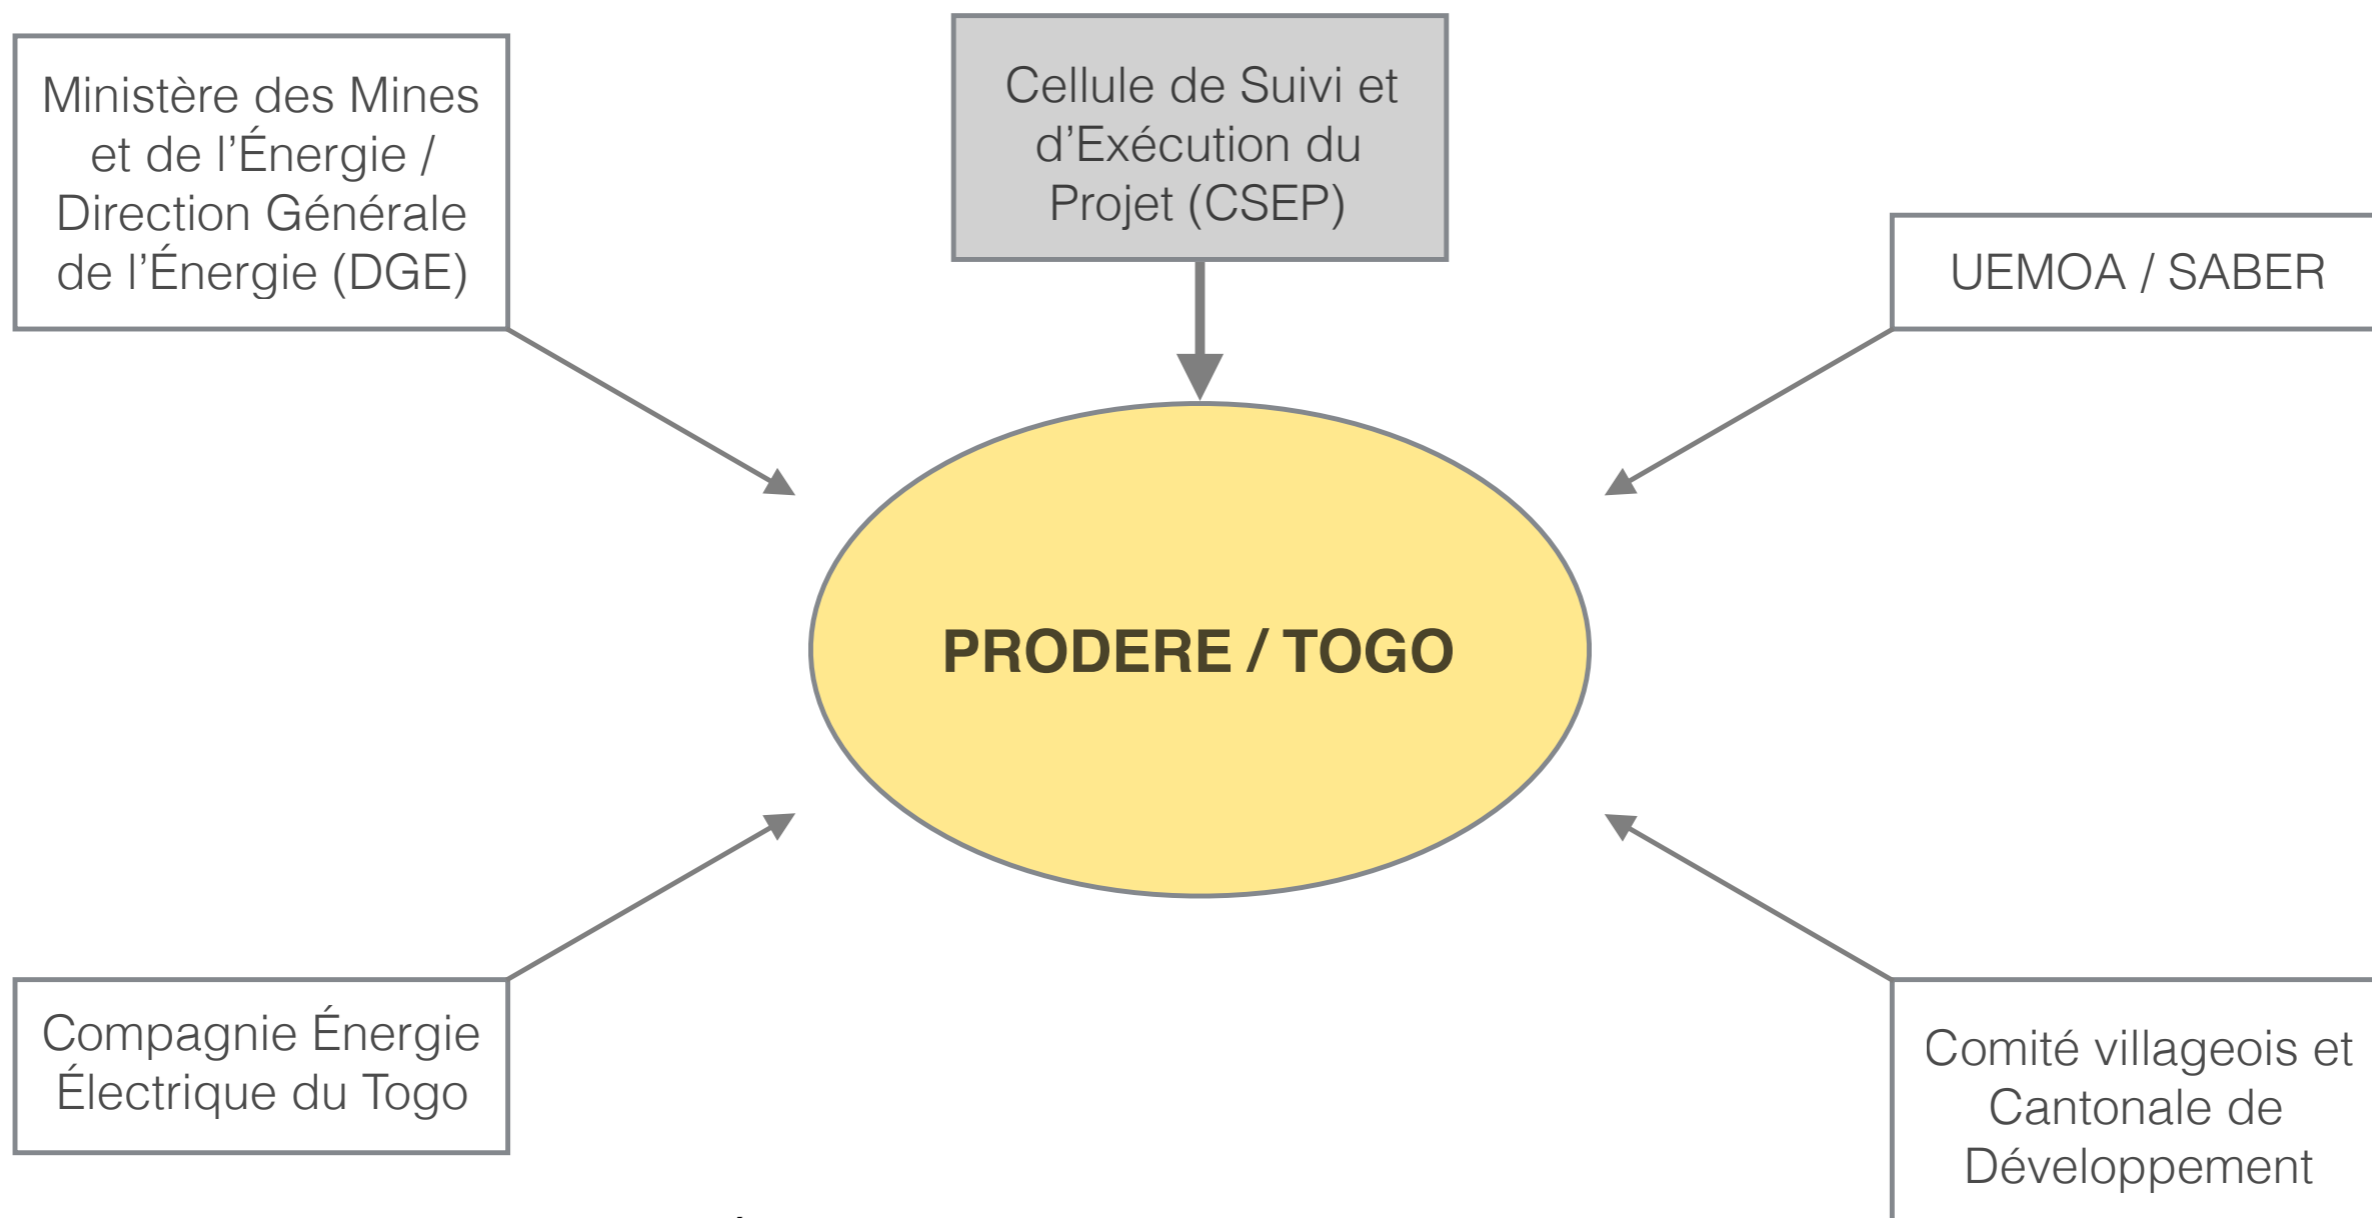 Ministère des Mines
et de l’Énergie /
Direction Générale
de l’Énergie (DGE)
Cellule de Suivi et
d’Exécution du
Projet (CSEP)
UEMOA / SABER
PRODERE / TOGO
Compagnie Énergie
Électrique du Togo
Comité villageois et
Cantonale de
Développement